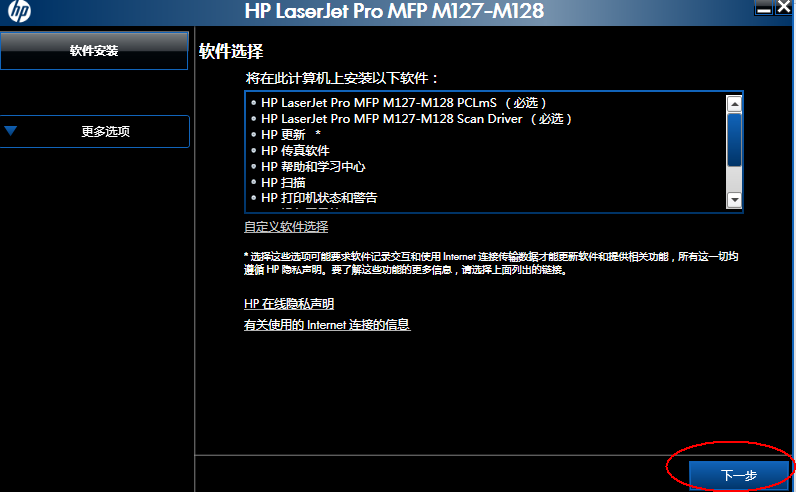 hp
HP LaserJet Pro MFP M127-M128
软件安装
更多选项
软件选择
将在此计算机上安装以下软件：
• HP LaserJet Pro MFP M127-M128 PCLmS （必选）
• HP LaserJet Pro MFP M127-M128 Scan Driver （必选）
• HP 更新 *
• HP 传真软件
• HP 帮助和学习中心
• HP 扫描
• HP 打印机状态和警告
自定义软件选择
* 选择这些选项可能要求软件记录交互和使用 Internet 连接传输数据才能更新软件和提供相关功能，所有这一切均
遵循 HP 隐私声明。要了解这些功能的更多信息，请选择上面列出的链接。
HP 在线隐私声明
有关使用的 Internet 连接的信息
下一步